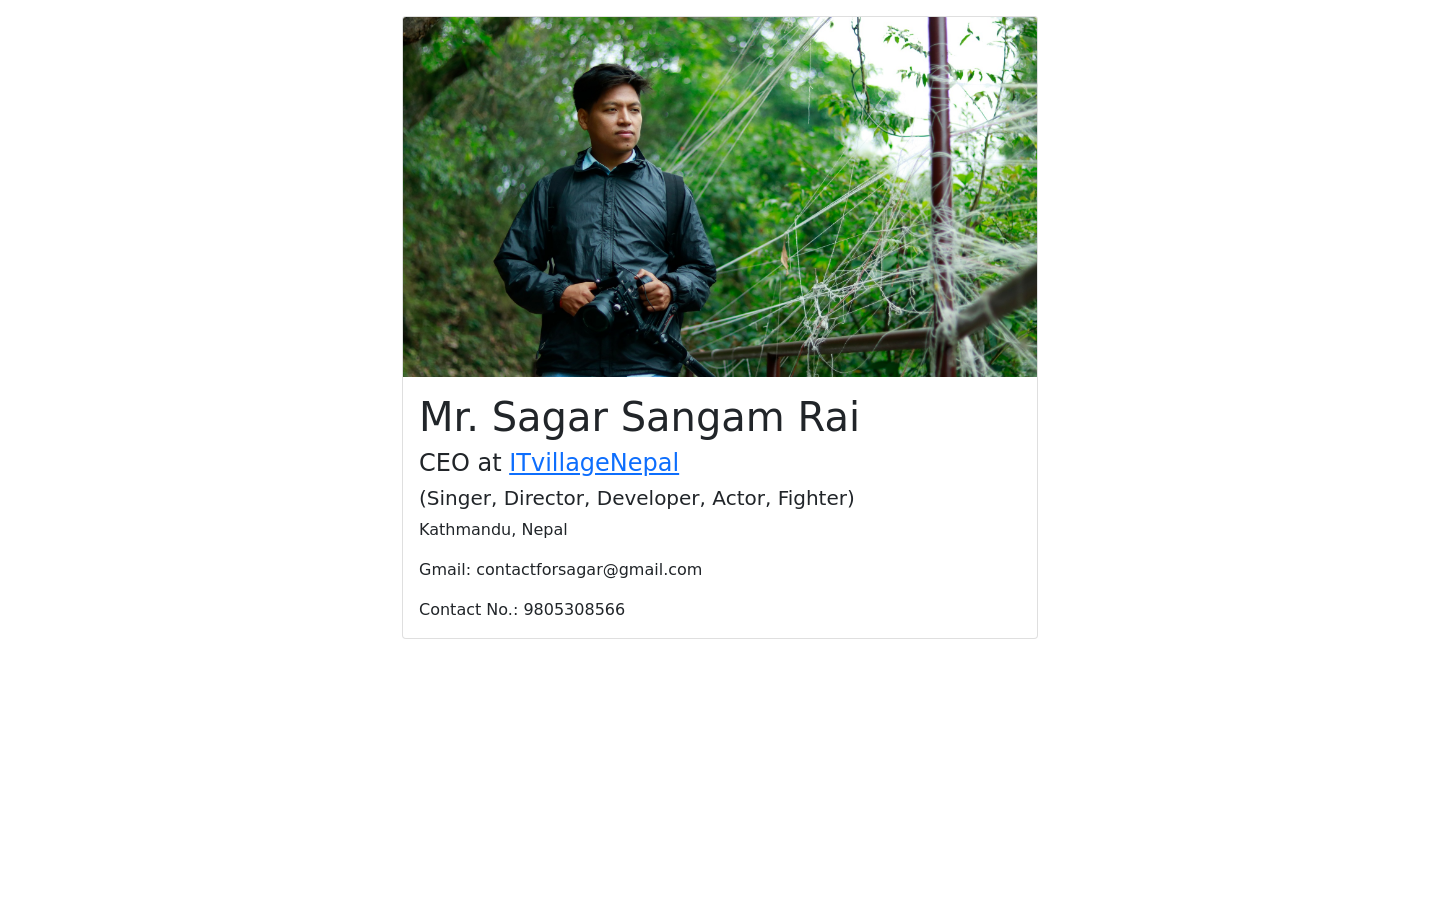 Mr. Sagar Sangam Rai
CEO at ITvillageNepal
(Singer, Director, Developer, Actor, Fighter)
Kathmandu, Nepal
Gmail: contactforsagar@gmail.com
Contact No.: 9805308566